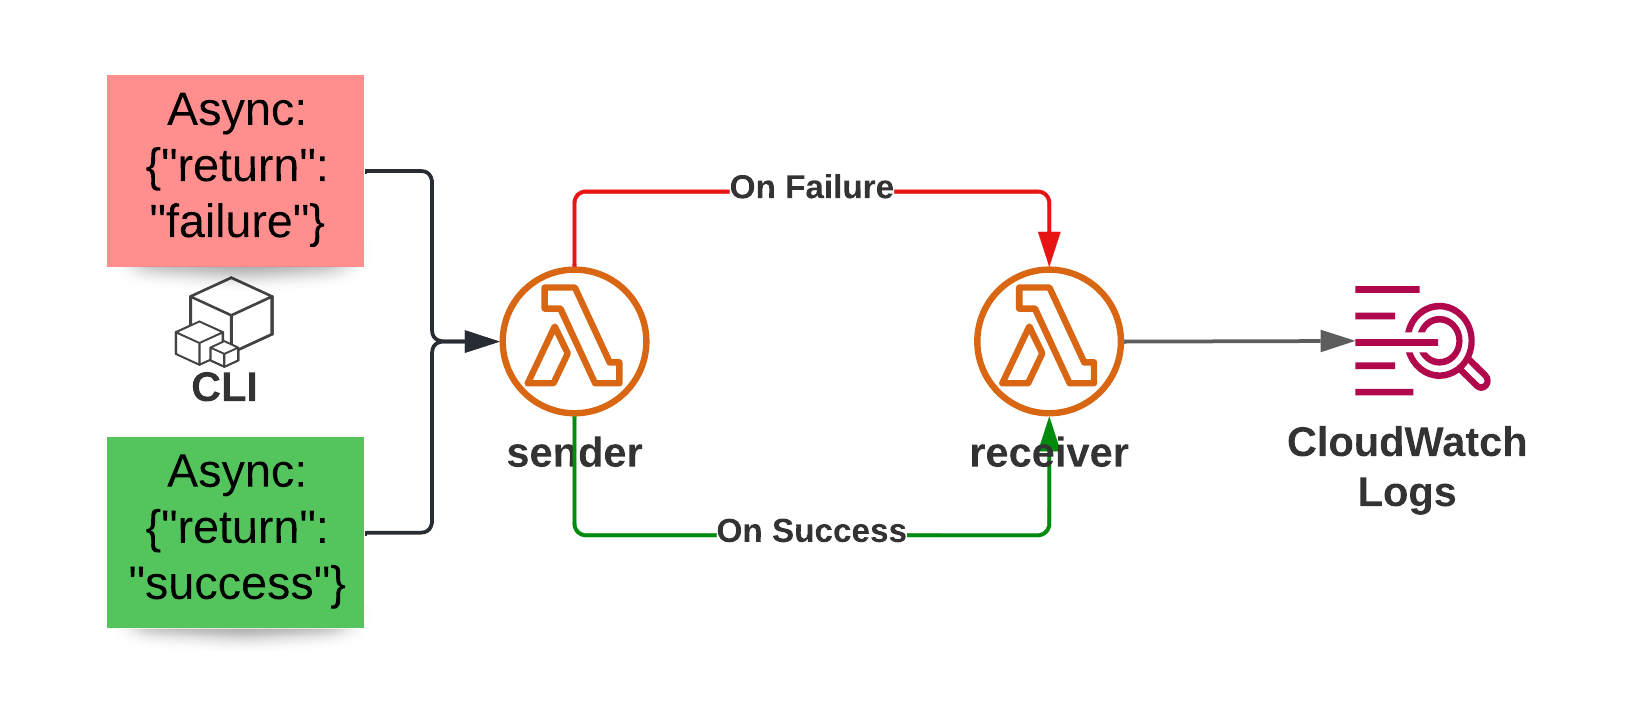 Async:
{"return":
"failure"}
CLI
Async:
{"return":
"success"}
On Failure
sender
receiver
On Success
CloudWatch
Logs